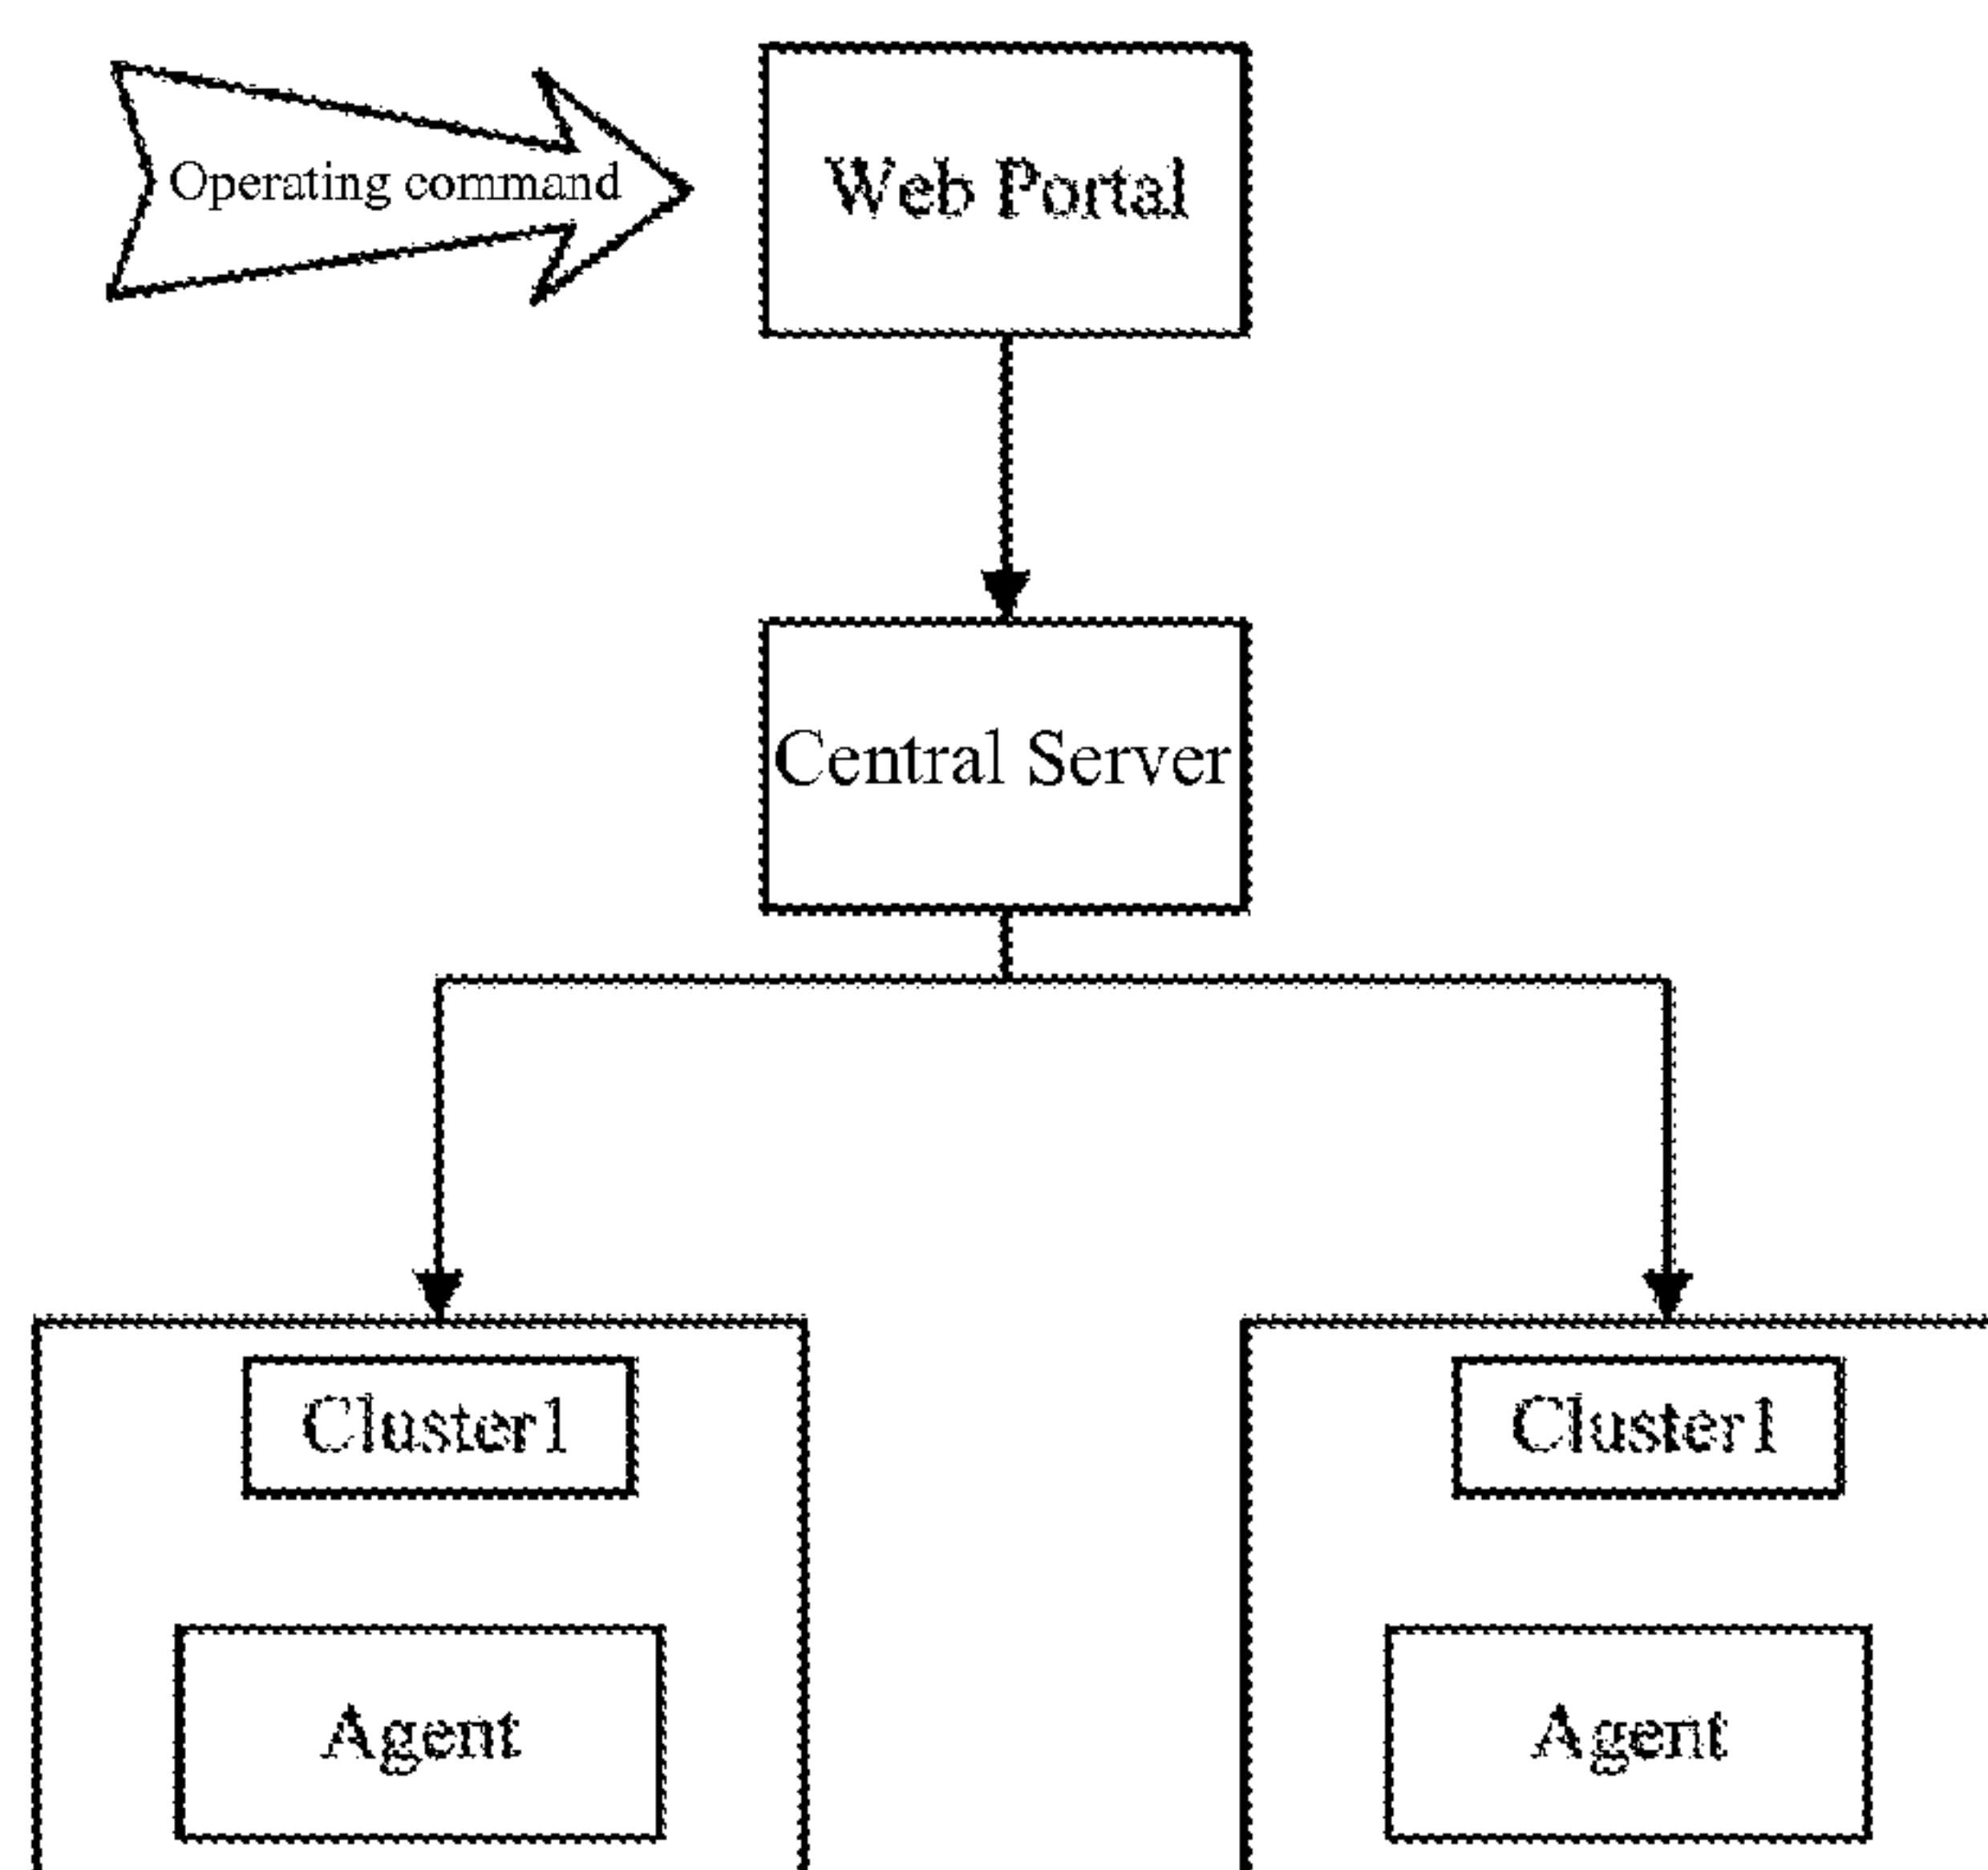 Operating command
Web Portal
Central Server
Cluster1
Cluster1
Agent
Agent